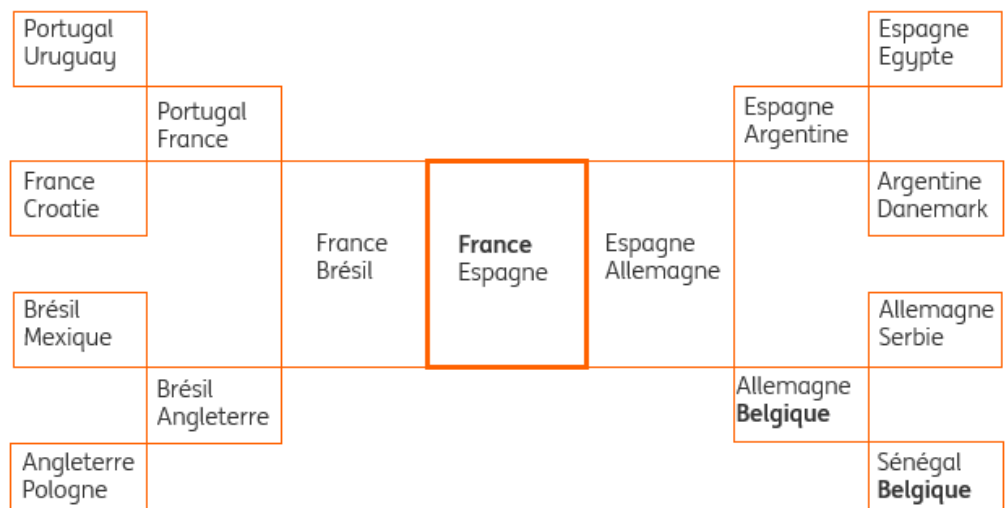 Portugal
Uruguay
Portugal
France
France
Croatie
France
Brésil
Brésil
Mexique
Brésil
Angleterre
Angleterre
Pologne
France
Espagne
Espagne
Allemagne
Espagne
Egypte
Espagne
Argentine
Argentine
Danemark
Allemagne
Serbie
Allemagne
Belgique
Sénégal
Belgique